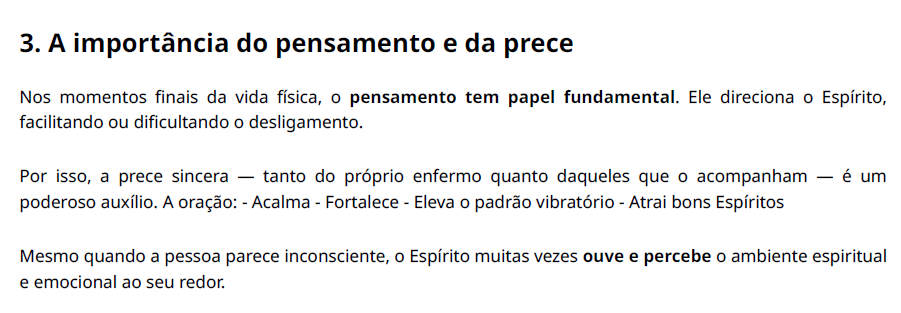 3. A importância do pensamento e da prece
Nos momentos finais da vida física, o pensamento tem papel fundamental. Ele direciona o Espírito,
facilitando ou dificultando o desligamento.
Por isso, a prece sincera — tanto do próprio enfermo quanto daqueles que o acompanham — é um
poderoso auxílio. A oração: - Acalma - Fortalece - Eleva o padrão vibratório - Atrai bons Espíritos
Mesmo quando a pessoa parece inconsciente, o Espírito muitas vezes ouve e percebe o ambiente espiritual
e emocional ao seu redor.